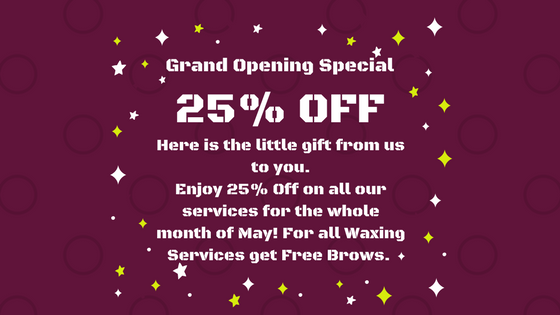 Grand Opening Special
25% OFF
Here is the little gift from us
to you.
Enjoy 25% Off on all our
services for the whole
month of May! For all Waxing
Services get Free Brows.